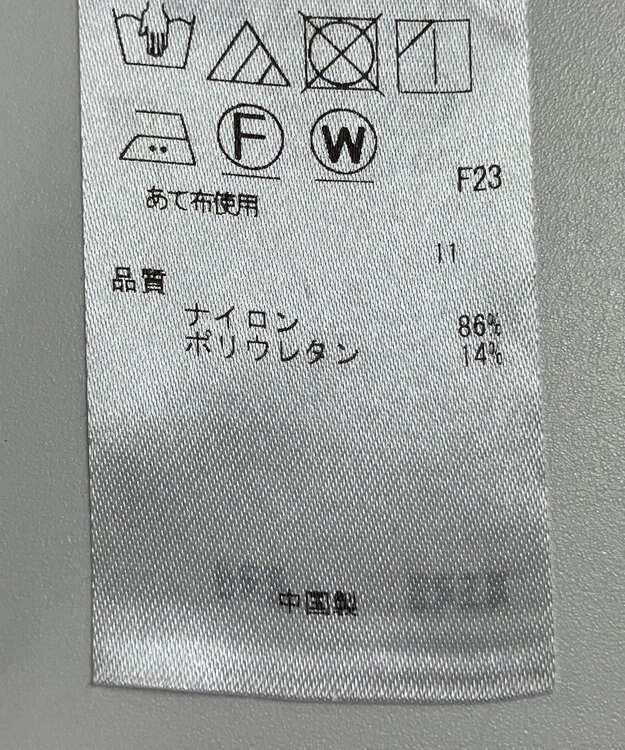 F
W
F23
あて布使用
11
品質
ナイロン 86%
ポリウレタン 14%
中国製